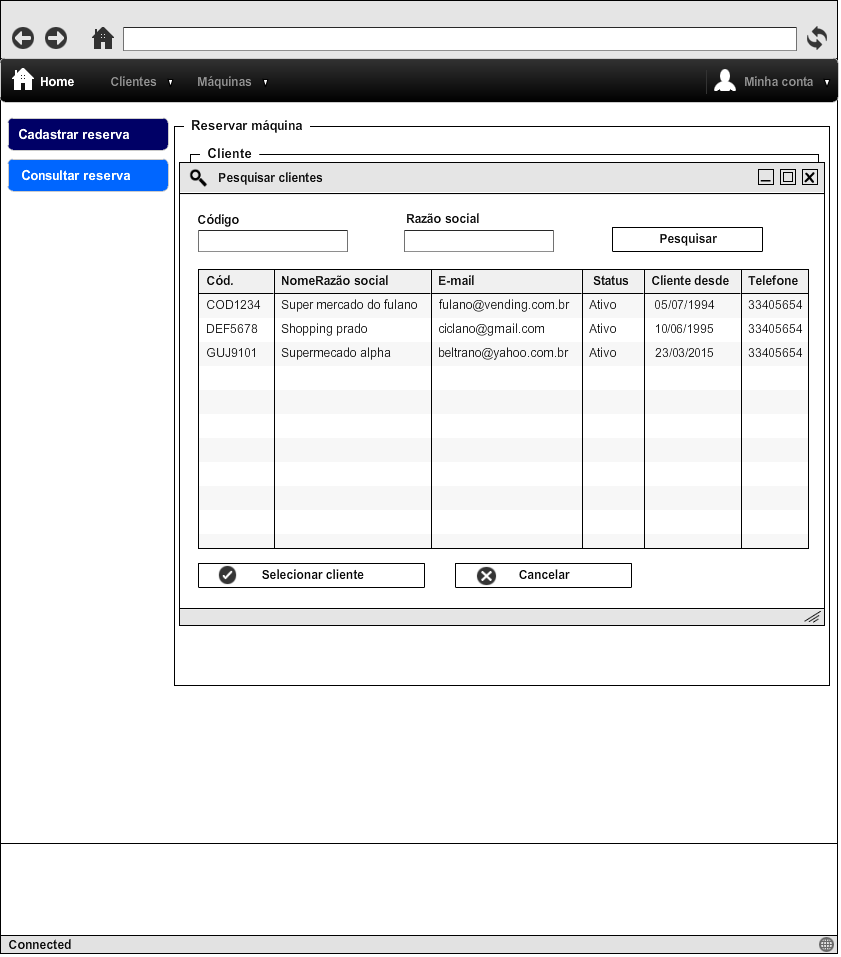 Home Clientes Máquinas Minha conta
Cadastrar reserva
Consultar reserva
Reservar máquina
Cliente
Pesquisar clientes
Código Razão social
Pesquisar
Cód. NomeRazão social E-mail Status Cliente desde Telefone
COD1234 Super mercado do fulano fulano@vending.com.br Ativo 05/07/1994 33405654
DEF5678 Shopping prado ciclano@gmail.com Ativo 10/06/1995 33405654
GUJ9101 Supermecado alpha beltrano@yahoo.com.br Ativo 23/03/2015 33405654
Selecionar cliente Cancelar
Connected